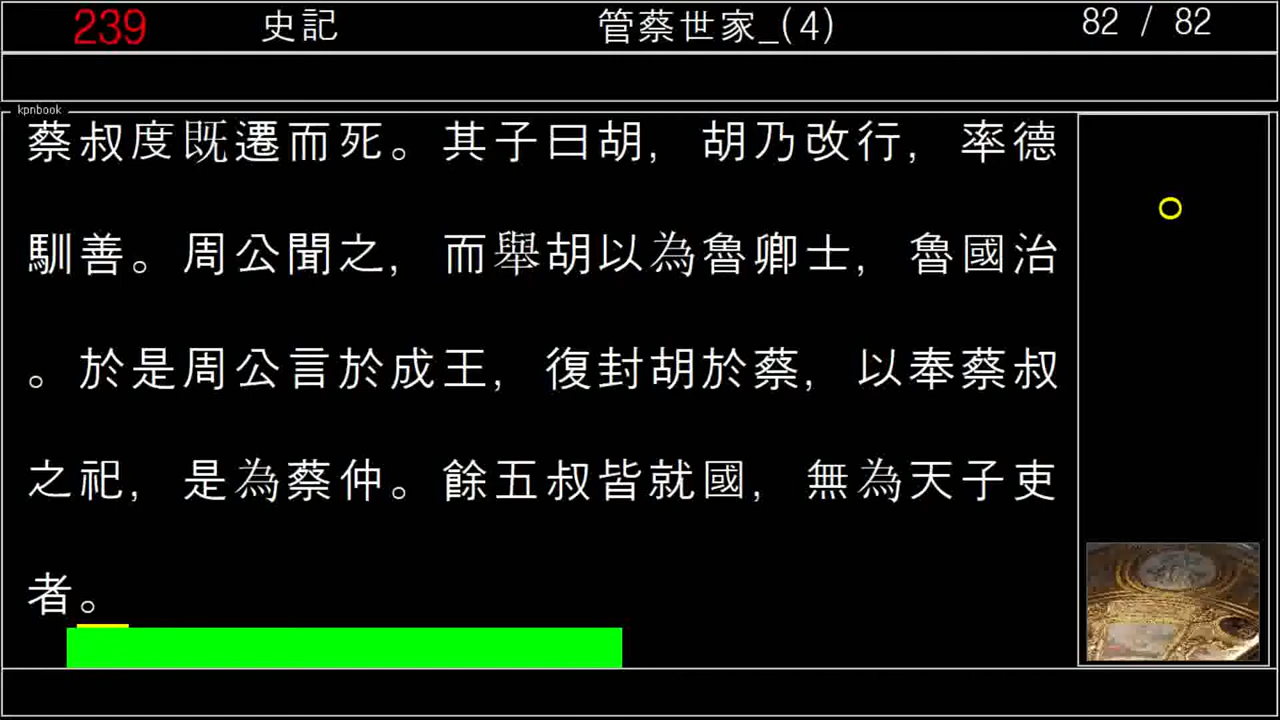 239 史記 管蔡世家_(4) 82 / 82
kpnbook
蔡叔度既遷而死。其子曰胡，胡乃改行，率德
馴善。周公聞之，而舉胡以為魯卿士，魯國治
。於是周公言於成王，復封胡於蔡，以奉蔡叔
之祀，是為蔡仲。餘五叔皆就國，無為天子吏
者。